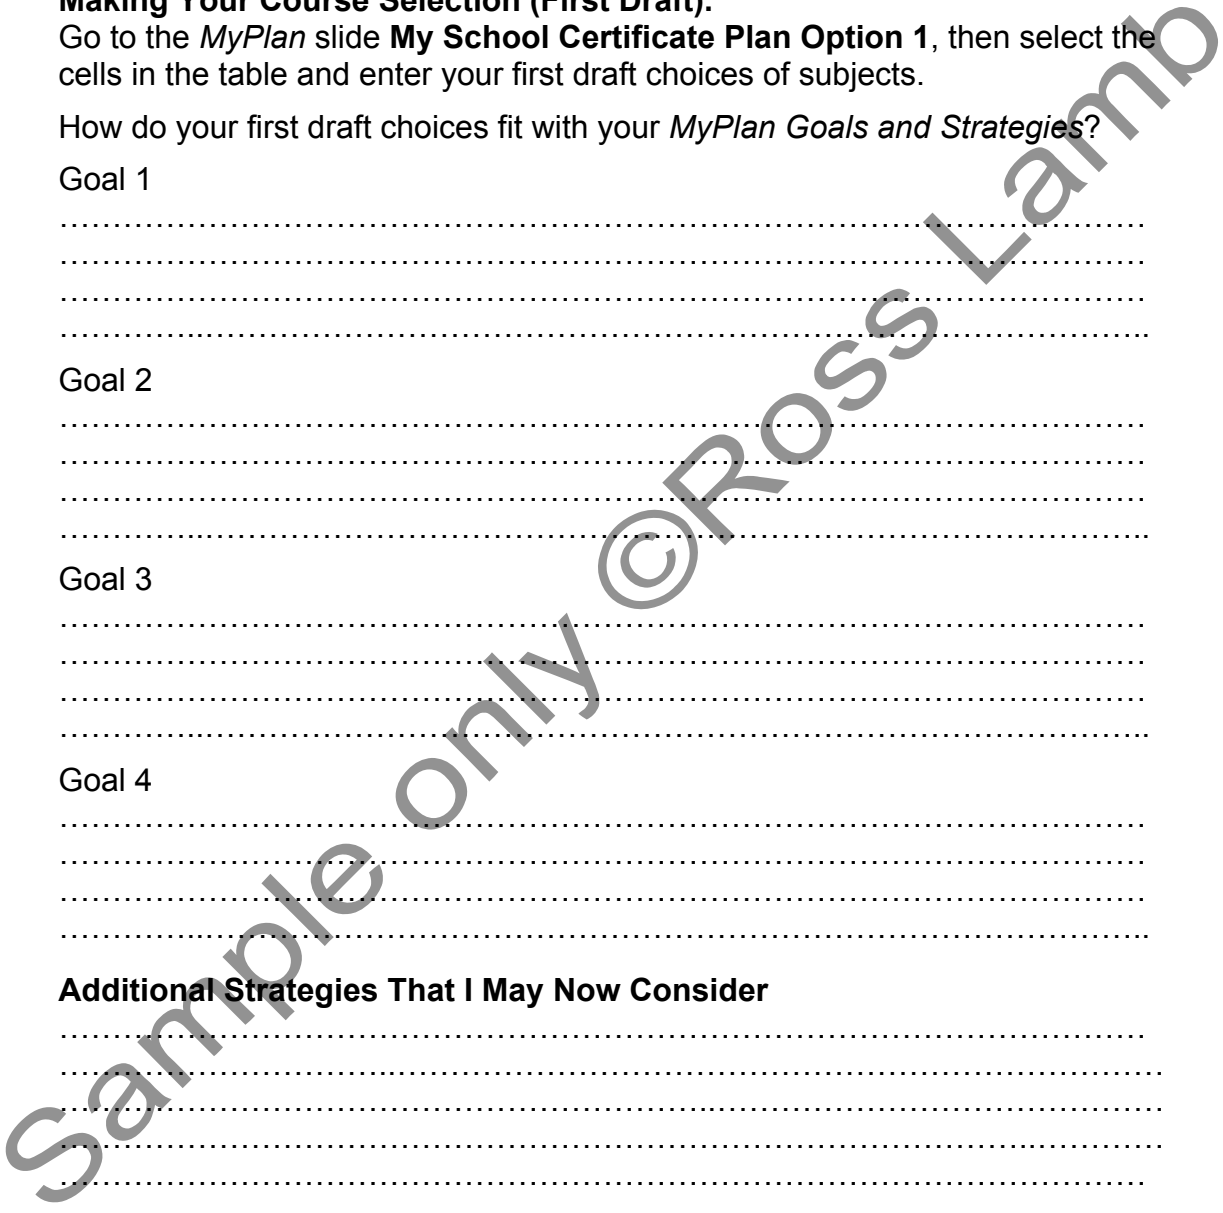 Making Your Course Selection (First Draft).
Go to the MyPlan slide My School Certificate Plan Option 1, then select the
cells in the table and enter your first draft choices of subjects.
How do your first draft choices fit with your MyPlan Goals and Strategies?
Goal 1
Goal 2
Goal 3
Goal 4
Additional Strategies That I May Now Consider
Sample only ©Ross Lamb